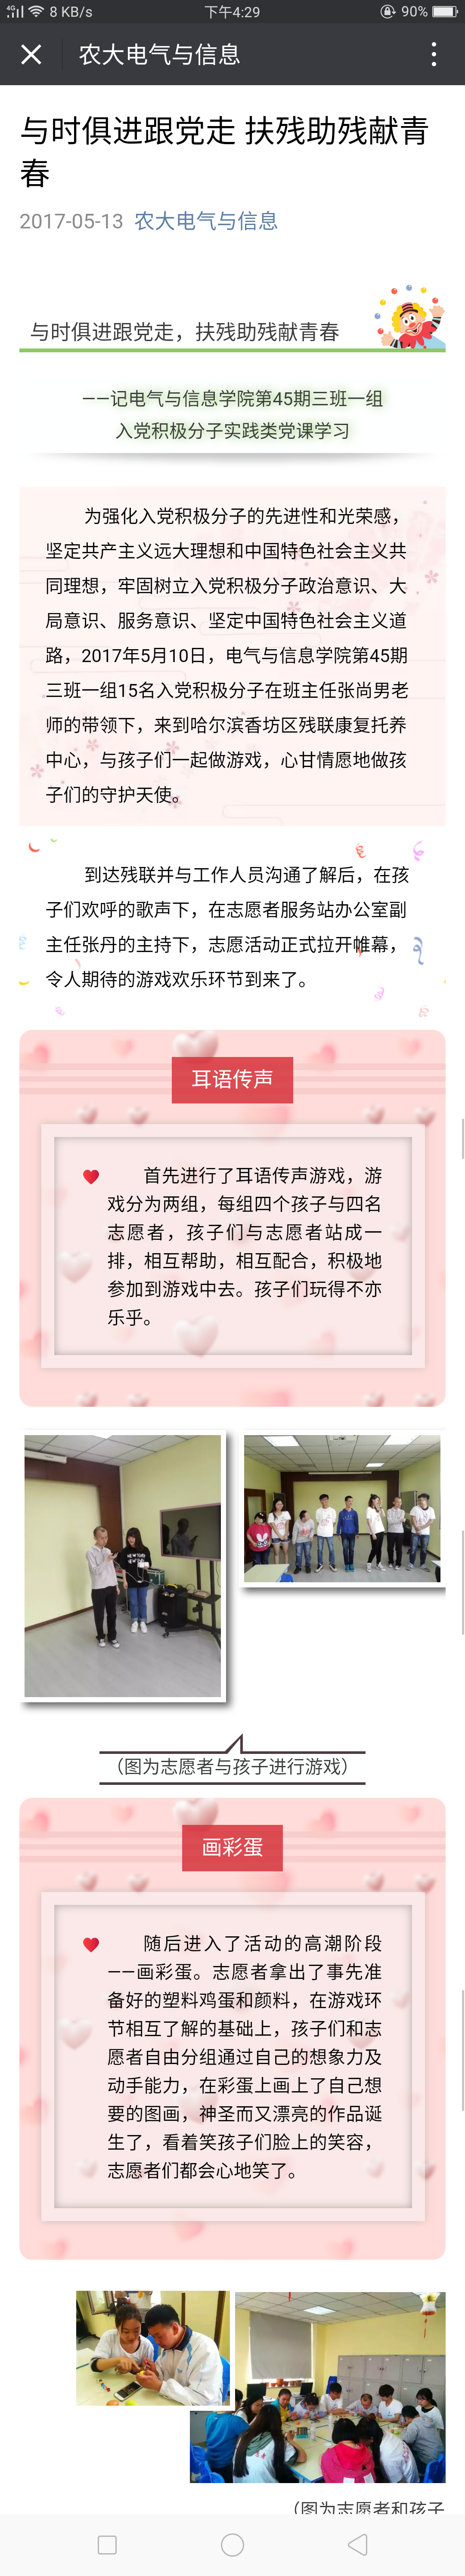 4G 8 KB/s 下午4:29 90%
农大电气与信息
与时俱进跟党走 扶残助残献青
春
2017-05-13 农大电气与信息
与时俱进跟党走，扶残助残献青春
——记电气与信息学院第45期三班一组
入党积极分子实践类党课学习
为强化入党积极分子的先进性和光荣感，
坚定共产主义远大理想和中国特色社会主义共
同理想，牢固树立入党积极分子政治意识、大
局意识、服务意识、坚定中国特色社会主义道
路，2017年5月10日，电气与信息学院第45期
三班一组15名入党积极分子在班主任张尚男老
师的带领下，来到哈尔滨香坊区残联康复托养
中心，与孩子们一起做游戏，心甘情愿地做孩
子们的守护天使。
到达残联并与工作人员沟通了解后，在孩
子们欢呼的歌声下，在志愿者服务站办公室副
主任张丹的主持下，志愿活动正式拉开帷幕，
令人期待的游戏欢乐环节到来了。
耳语传声
首先进行了耳语传声游戏，游
戏分为两组，每组四个孩子与四名
志愿者，孩子们与志愿者站成一
排，相互帮助，相互配合，积极地
参加到游戏中去。孩子们玩得不亦
乐乎。
（图为志愿者与孩子进行游戏）
画彩蛋
随后进入了活动的高潮阶段
——画彩蛋。志愿者拿出了事先准
备好的塑料鸡蛋和颜料，在游戏环
节相互了解的基础上，孩子们和志
愿者自由分组通过自己的想象力及
动手能力，在彩蛋上画上了自己想
要的图画，神圣而又漂亮的作品诞
生了，看着笑孩子们脸上的笑容，
志愿者们都会心地笑了。
（图为志愿者和孩子